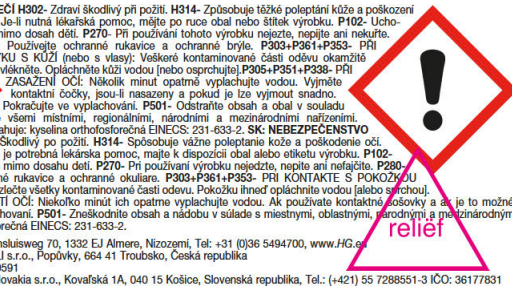 EČÍ H302- Zdraví škodlivý při požití. H314- Způsobuje těžké poleptání kůže a poškození
Je-li nutná lékařská pomoc, mějte po ruce obal nebo štítek výrobku. P102- Ucho-
mimo dosah dětí. P270- Při používání tohoto výrobku nejezte, nepijte ani nekuřte.
Používejte ochranné rukavice a ochranné brýle. P303+P361+P353- PŘI
TKU S KŮŽÍ (nebo s vlasy): Veškeré kontaminované části oděvu okamžitě
vlékněte. Opláchněte kůži vodou [nebo osprchujte].P305+P351+P338- PŘI
ZASAŽENÍ OČÍ: Několik minut opatrně vyplachujte vodou. Vyjměte
kontaktní čočky, jsou-li nasazeny a pokud je lze vyjmout snadno.
Pokračujte ve vyplachování. P501- Odstraňte obsah a obal v souladu
e všemi místními, regionálními, národními a mezinárodními nařízeními.
ahuje: kyselina orthofosforečná EINECS: 231-633-2. SK: NEBEZPEČENSTVO
Škodlivý po požití. H314- Spôsobuje vážne poleptanie kože a poškodenie očí.
je potrebná lekárska pomoc, majte k dispozícii obal alebo etiketu výrobku. P102-
mimo dosahu detí. P270- Pri používaní výrobku nejedzte, nepite ani nefajčite. P280-
né rukavice a ochranné okuliare. P303+P361+P353- PRI KONTAKTE S POKOŽKOU
zlečte všetky kontaminované časti odevu. Pokožku ihneď opláchnite vodou [alebo sprchou].
TÍ OČÍ: Niekoľko minút ich opatrne vyplachujte vodou. Ak používate kontaktné šošovky a ak je to možné
chovaní. P501- Zneškodnite obsah a nádobu v súlade s miestnymi, oblastnými, národnými a medzinárodným
rečná EINECS: 231-633-2.
nsluisweg 70, 1332 EJ Almere, Nizozemí, Tel: +31 (0)36 5494700, www.HG.eu
U s.r.o., Popůvky, 664 41 Troubsko, Česká republika
0591
lovakia s.r.o., Kovaľská 1A, 040 15 Košice, Slovenská republika, Tel.: (+421) 55 7288551-3 IČO: 36177831
reliëf